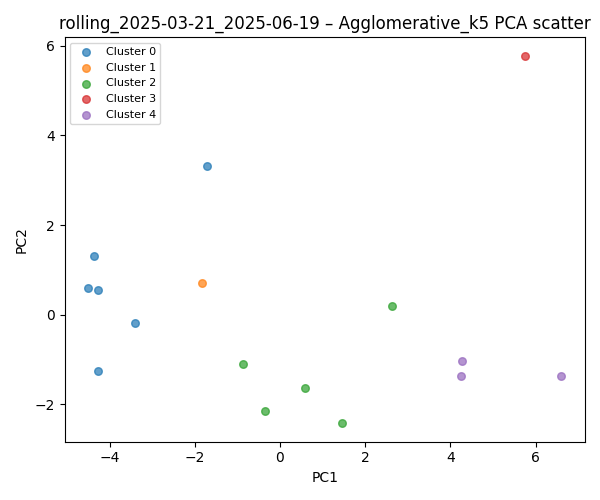 rolling_2025-03-21_2025-06-19 – Agglomerative_k5 PCA scatter
Cluster 0
Cluster 1
Cluster 2
Cluster 3
Cluster 4
6
4
2
0
−2
PC2
−4
−2
0
2
4
6
PC1